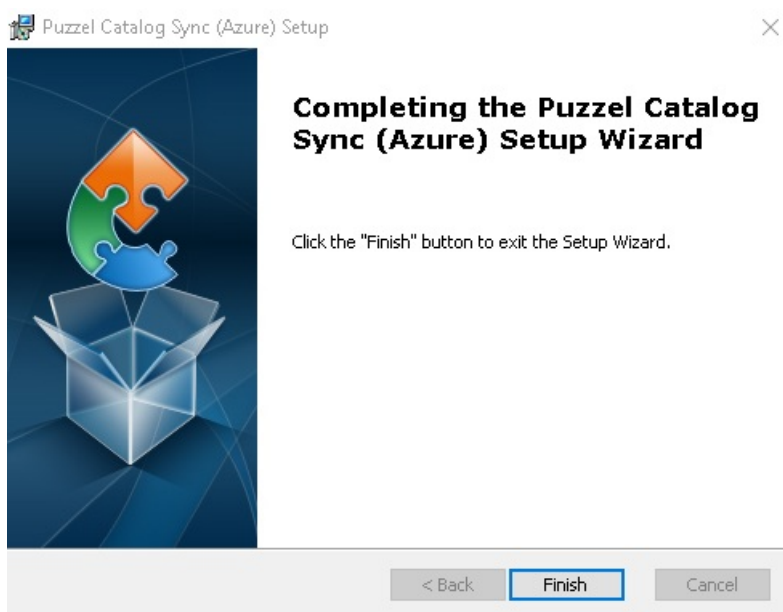 Puzzel Catalog Sync (Azure) Setup
Completing the Puzzel Catalog
Sync (Azure) Setup Wizard
Click the "Finish" button to exit the Setup Wizard.
< Back
Finish
Cancel